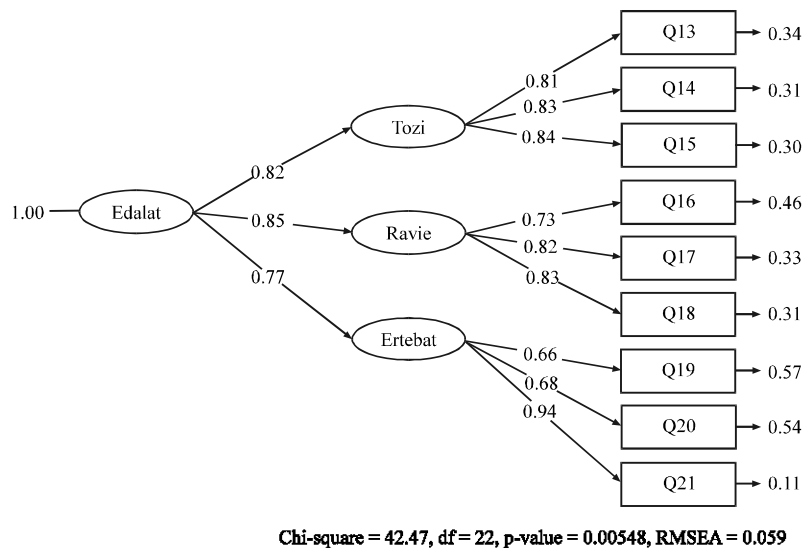 Q13
0.34
0.81
Q14
0.31
0.83
Tozi
0.84
Q15
0.30
0.82
Q16
0.46
1.00
Edalat
0.73
0.85
Ravie
0.82
Q17
0.33
0.77
0.83
Q18
0.31
Ertebat
0.66
Q19
0.57
0.68
0.94
Q20
0.54
Q21
0.11
Chi-square = 42.47, df = 22, p-value = 0.00548, RMSEA = 0.059